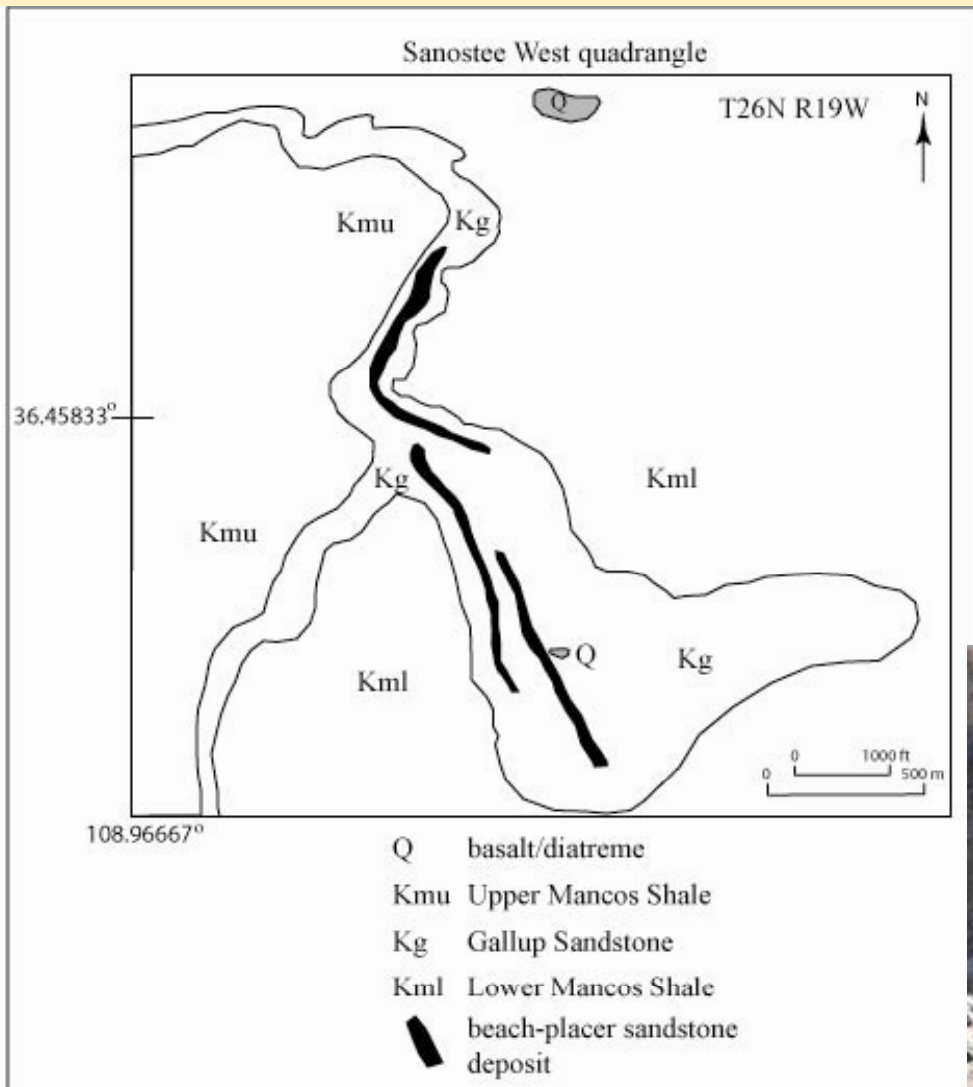 Sanostee West quadrangle
Q
T26N R19W
N
Kmu
Kg
36.45833°
Kg
Kml
Kmu
Q
Kg
Kml
0 1000 ft
0 500 m
108.96667°
Q basalt/diatreme
Kmu Upper Mancos Shale
Kg Gallup Sandstone
Kml Lower Mancos Shale
beach-placer sandstone
deposit